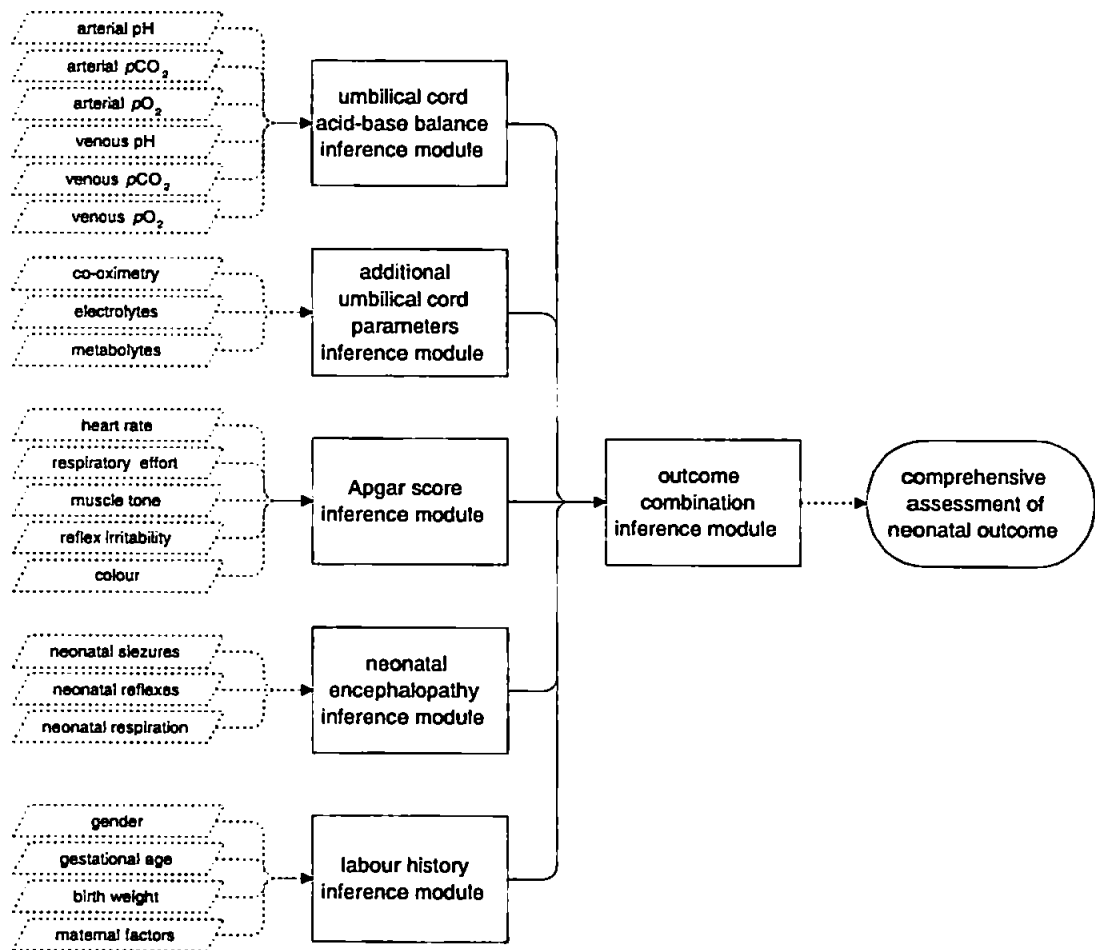 arterial pH
arterial pCO2
arterial pO2
venous pH
venous pCO2
venous pO2
umbilical cord
acid-base balance
inference module
co-oximetry
electrolytes
metabolytes
additional
umbilical cord
parameters
inference module
heart rate
respiratory effort
muscle tone
reflex irritability
colour
Apgar score
inference module
outcome
combination
inference module
comprehensive
assessment of
neonatal outcome
neonatal siezures
neonatal reflexes
neonatal respiration
neonatal
encephalopathy
inference module
gender
gestational age
birth weight
maternal factors
labour history
inference module